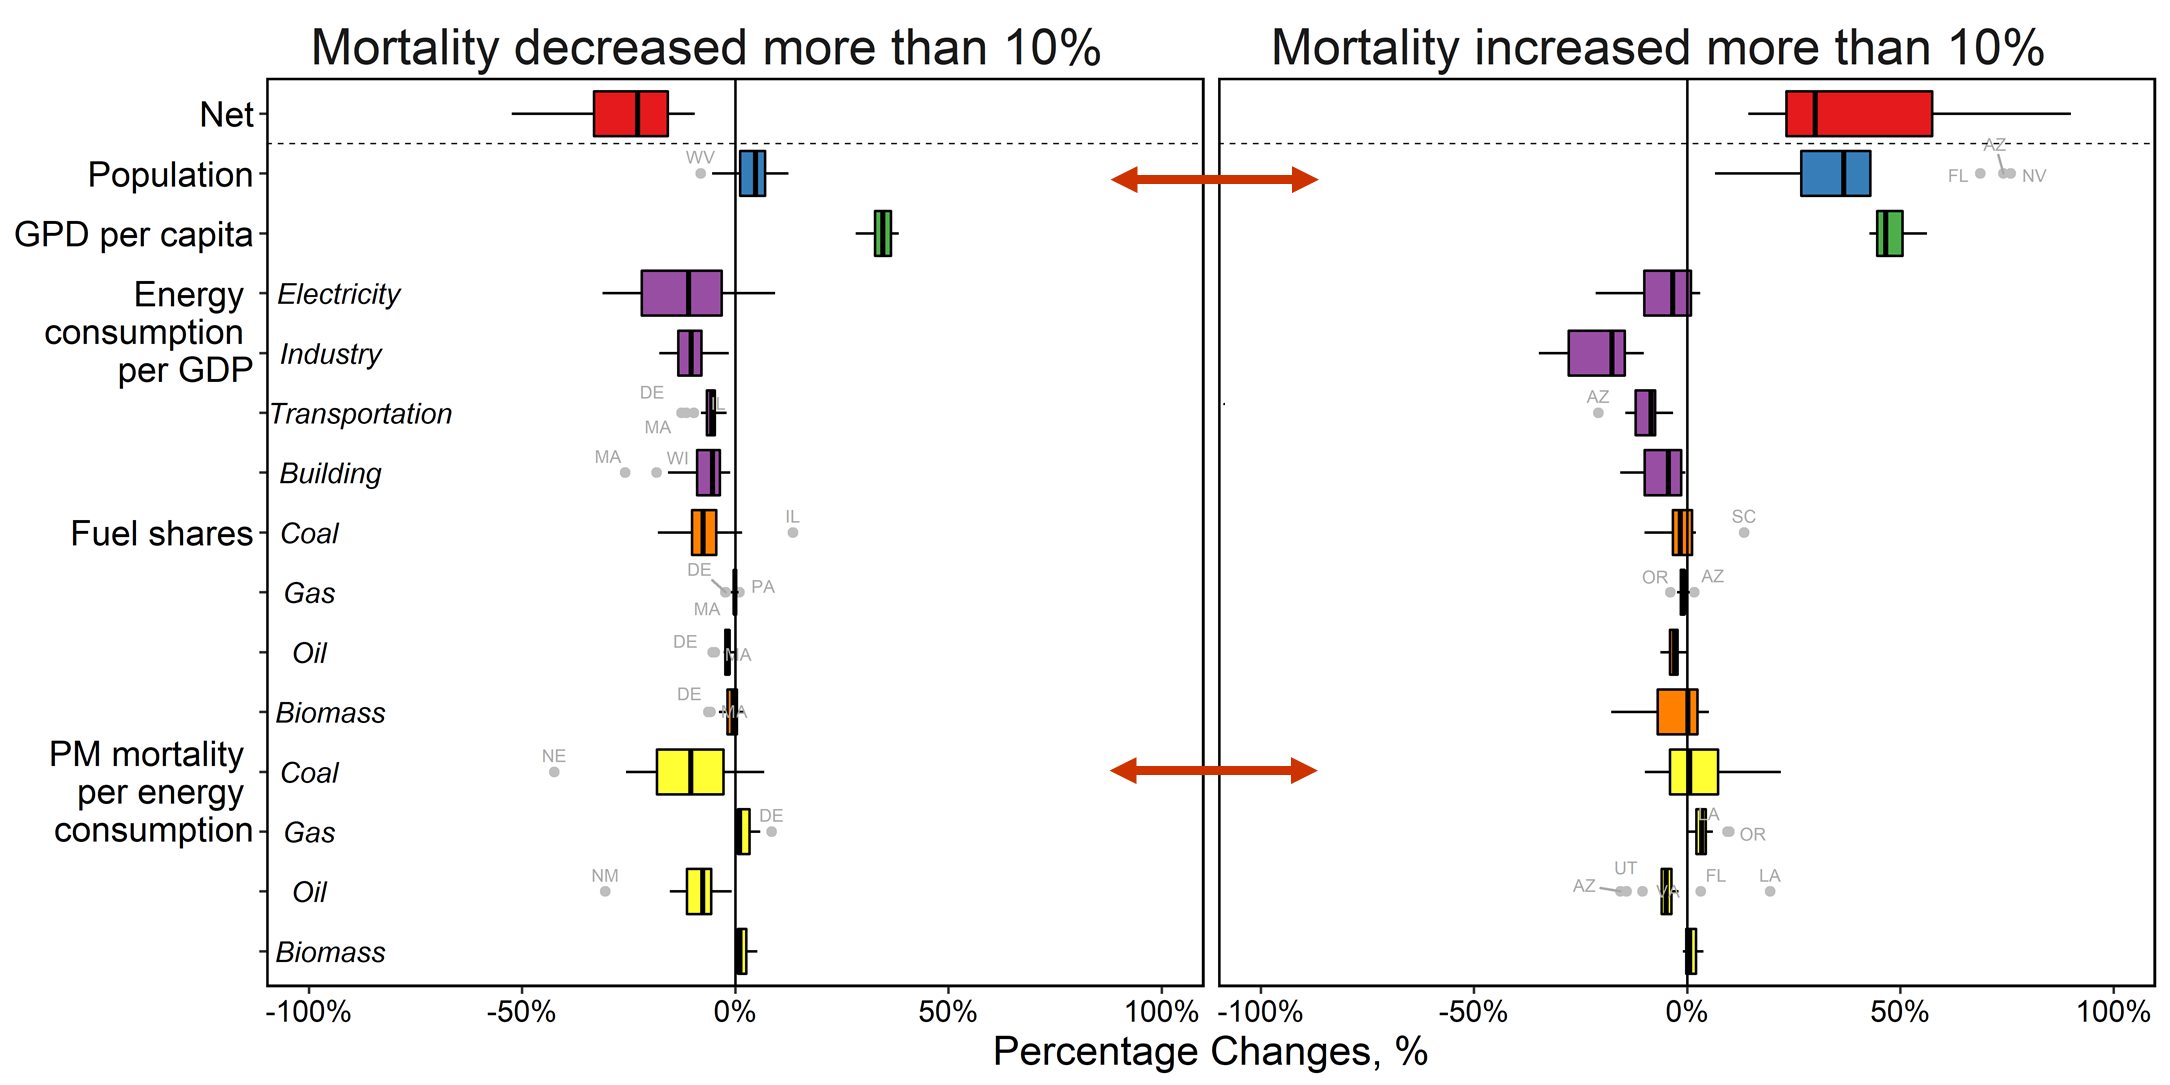 Mortality decreased more than 10%
Mortality increased more than 10%
Net
Population
WV
AZ
FL
NV
GPD per capita
Energy
consumption
per GDP
Electricity
Industry
Transportation
DE
MA
AZ
Building
MA
WI
Fuel shares
Coal
IL
SC
Gas
DE
MA
PA
OR
AZ
Oil
DE
MA
Biomass
DE
MA
PM mortality
per energy
consumption
Coal
NE
Gas
DE
LA
OR
Oil
NM
UT
AZ
VA
FL
LA
Biomass
-100%
-50%
0%
50%
100%
-100%
-50%
0%
50%
100%
Percentage Changes, %